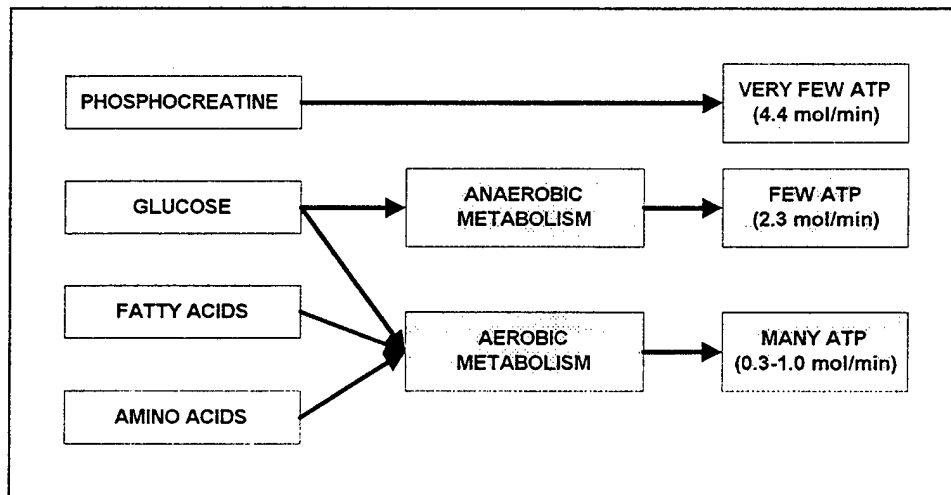 PHOSPHOCREATINE
VERY FEW ATP
(4.4 mol/min)
GLUCOSE
ANAEROBIC
METABOLISM
FEW ATP
(2.3 mol/min)
FATTY ACIDS
AEROBIC
METABOLISM
MANY ATP
(0.3-1.0 mol/min)
AMINO ACIDS